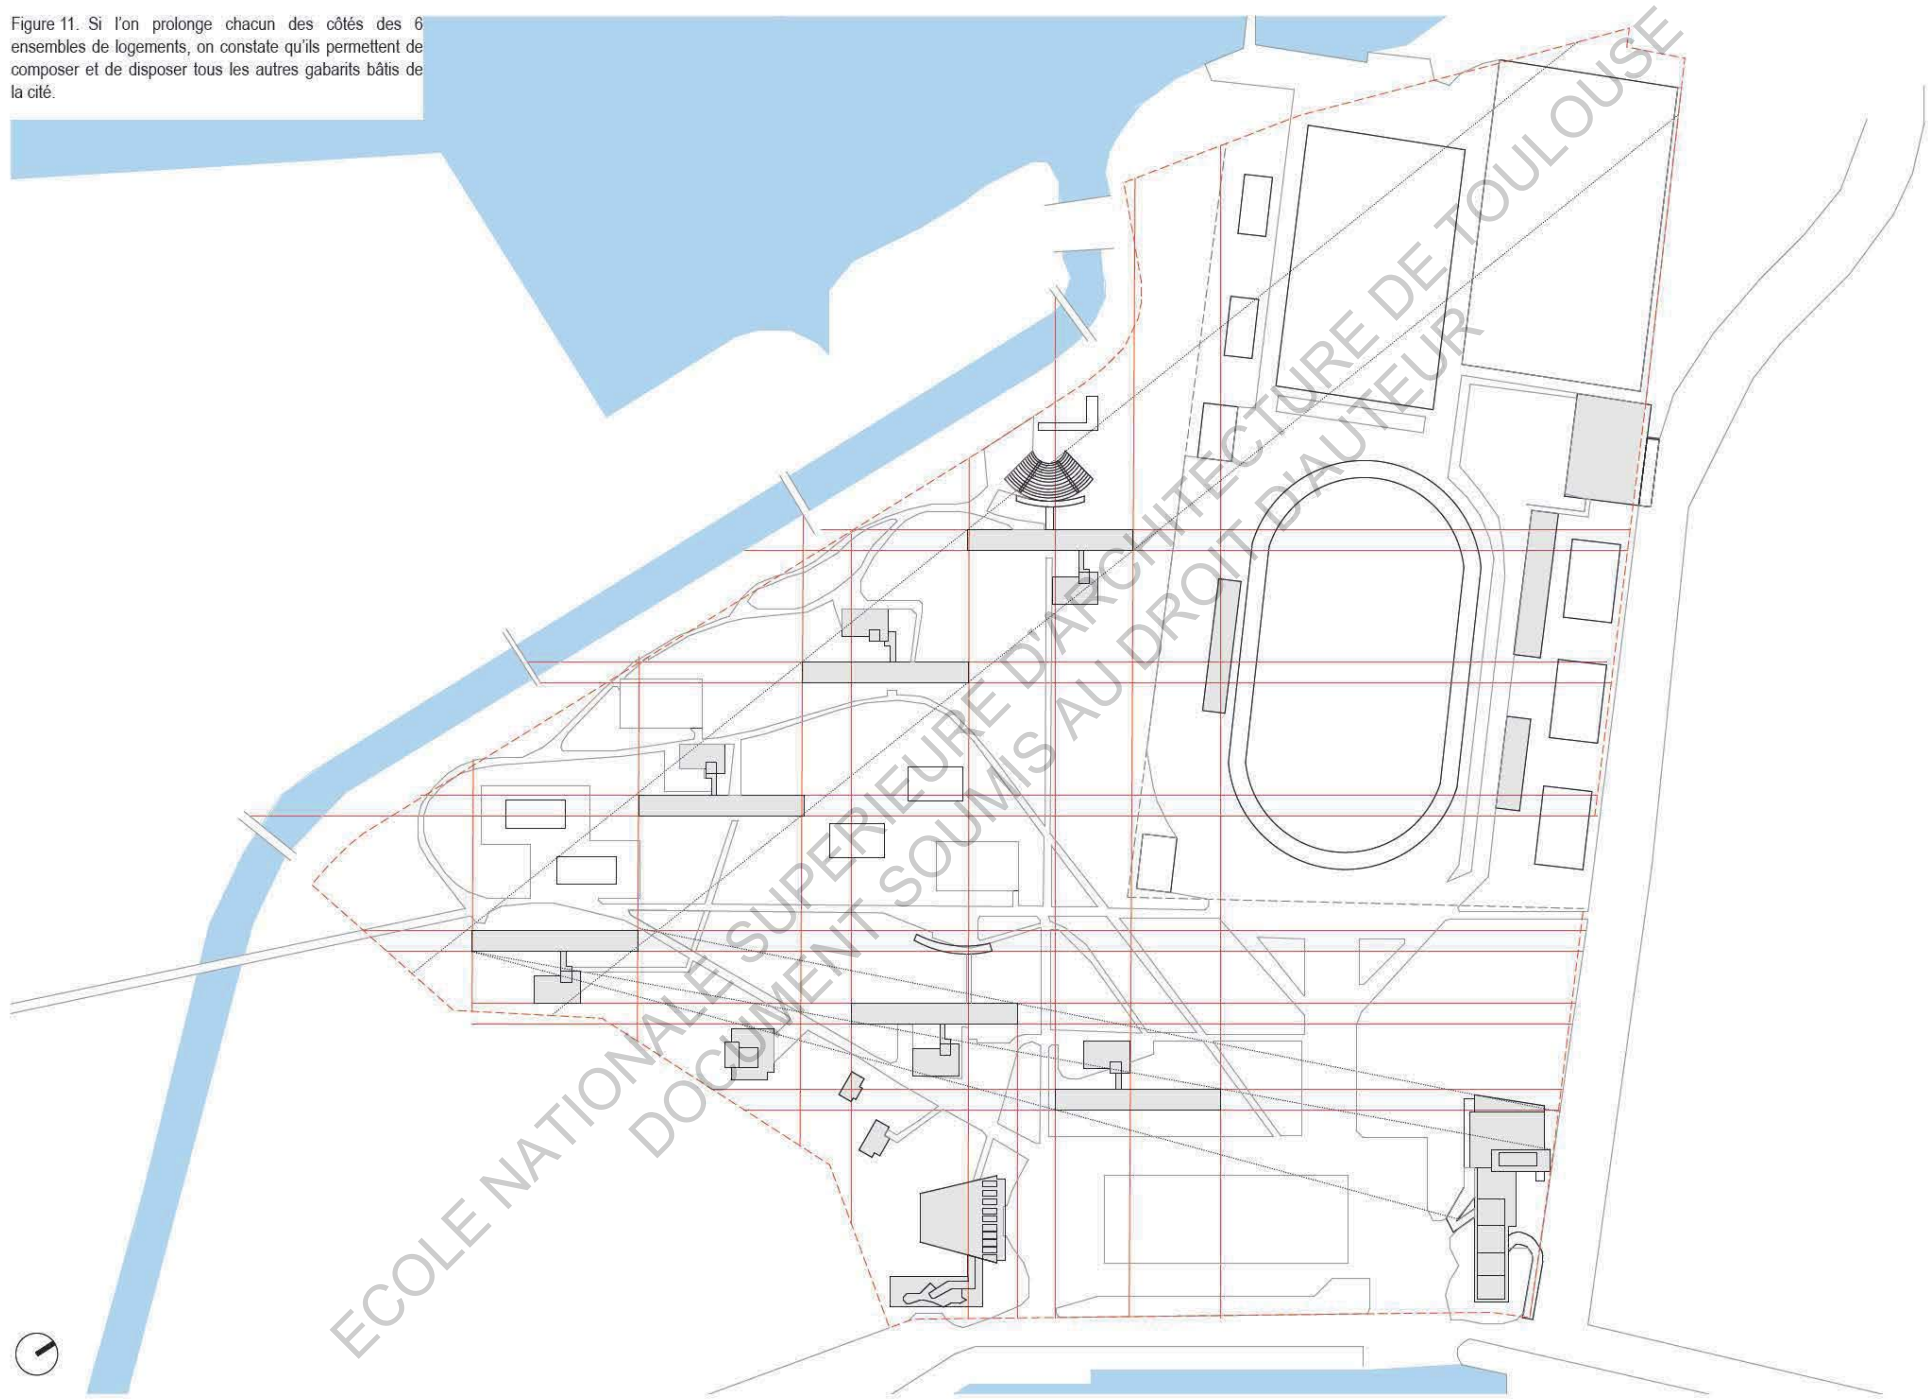 Figure 11. Si l'on prolonge chacun des côtés des 6
ensembles de logements, on constate qu'ils permettent de
composer et de disposer tous les autres gabarits bâtis de
la cité.
ECOLE NATIONALE SUPERIEURE D'ARCHITECTURE DE TOULOUSE
DOCUMENT SOUMIS AU DROIT D'AUTEUR